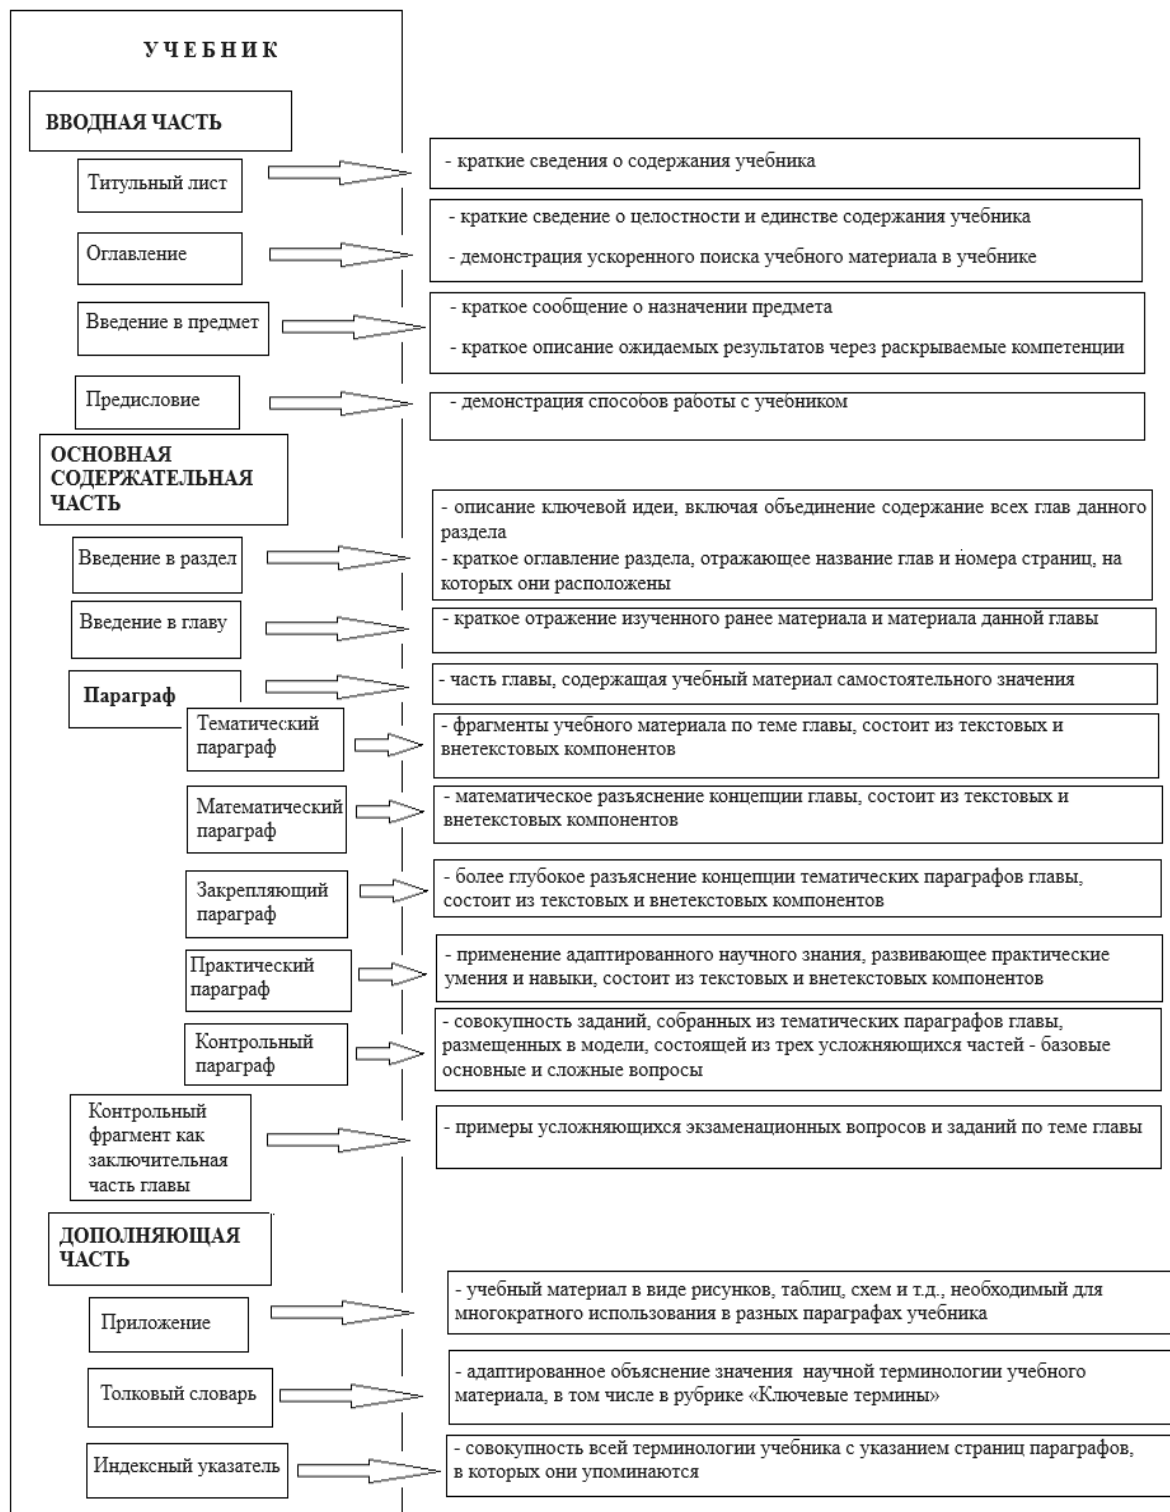 УЧЕБНИК
ВВОДНАЯ ЧАСТЬ
Титульный лист
- краткие сведения о содержания учебника
Оглавление
- краткие сведение о целостности и единстве содержания учебника
- демонстрация ускоренного поиска учебного материала в учебнике
Введение в предмет
- краткое сообщение о назначении предмета
- краткое описание ожидаемых результатов через раскрываемые компетенции
Предисловие
- демонстрация способов работы с учебником
ОСНОВНАЯ
СОДЕРЖАТЕЛЬНАЯ
ЧАСТЬ
Введение в раздел
- описание ключевой идеи, включая объединение содержание всех глав данного
раздела
- краткое оглавление раздела, отражающее название глав и номера страниц, на
которых они расположены
Введение в главу
- краткое отражение изученного ранее материала и материала данной главы
Параграф
- часть главы, содержащая учебный материал самостоятельного значения
Тематический
параграф
- фрагменты учебного материала по теме главы, состоит из текстовых и
внетекстовых компонентов
Математический
параграф
- математическое разъяснение концепции главы, состоит из текстовых и
внетекстовых компонентов
Закрепляющий
параграф
- более глубокое разъяснение концепции тематических параграфов главы,
состоит из текстовых и внетекстовых компонентов
Практический
параграф
- применение адаптированного научного знания, развивающее практические
умения и навыки, состоит из текстовых и внетекстовых компонентов
Контрольный
параграф
- совокупность заданий, собранных из тематических параграфов главы,
размещенных в модели, состоящей из трех усложняющихся частей - базовые
основные и сложные вопросы
Контрольный
фрагмент как
заключительная
часть главы
- примеры усложняющихся экзаменационных вопросов и заданий по теме главы
ДОПОЛНЯЮЩАЯ
ЧАСТЬ
Приложение
- учебный материал в виде рисунков, таблиц, схем и т.д., необходимый для
многократного использования в разных параграфах учебника
Толковый словарь
- адаптированное объяснение значения научной терминологии учебного
материала, в том числе в рубрике «Ключевые термины»
Индексный указатель
- совокупность всей терминологии учебника с указанием страниц параграфов,
в которых они упоминаются